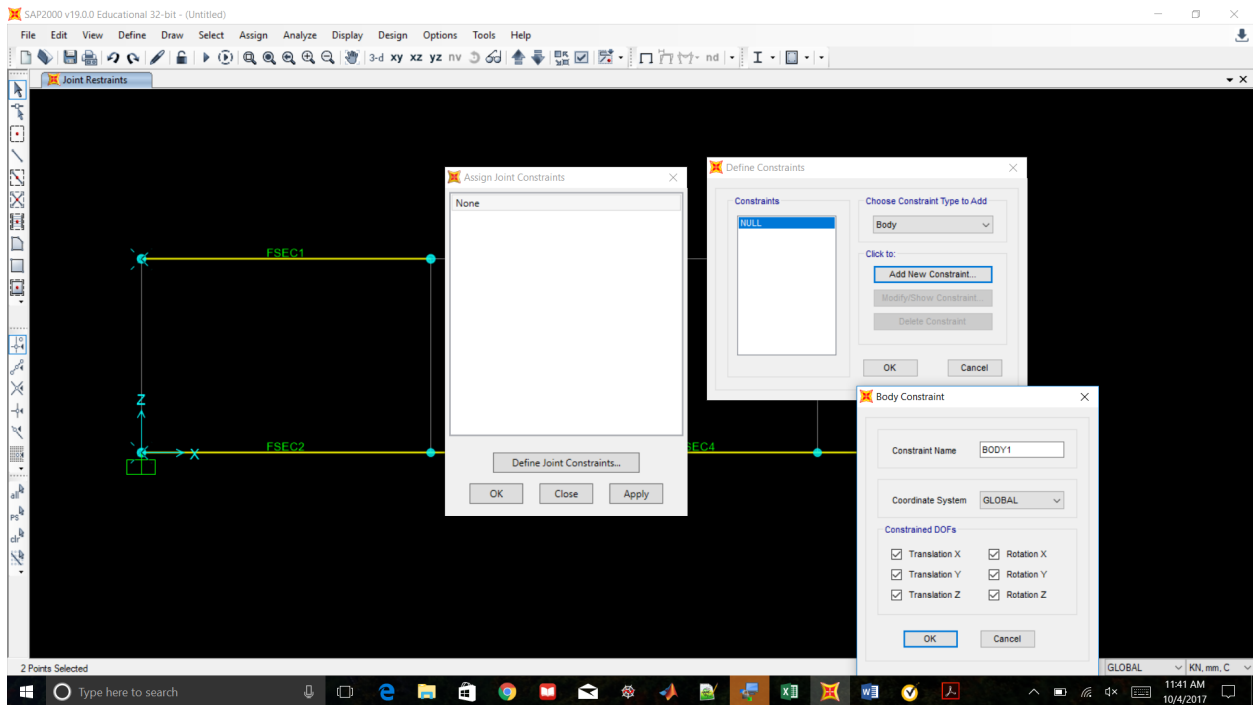 SAP2000 v19.0.0 Educational 32-bit - (Untitled)
File Edit View Define Draw Select Assign Analyze Display Design Options Tools Help
3-d xy xz yz nv nd
Joint Restraints
Assign Joint Constraints
None
Define Joint Constraints...
OK Close Apply
Define Constraints
Constraints
NULL
Choose Constraint Type to Add
Body
Click to:
Add New Constraint...
Modify/Show Constraint...
Delete Constraint
OK Cancel
Body Constraint
Constraint Name BODY1
Coordinate System GLOBAL
Constrained DOFs
Translation X Rotation X
Translation Y Rotation Y
Translation Z Rotation Z
OK Cancel
FSEC1
Z
X
FSEC2
SEC4
all
PS
clr
2 Points Selected
GLOBAL KN, mm, C
Type here to search
11:41 AM
10/4/2017